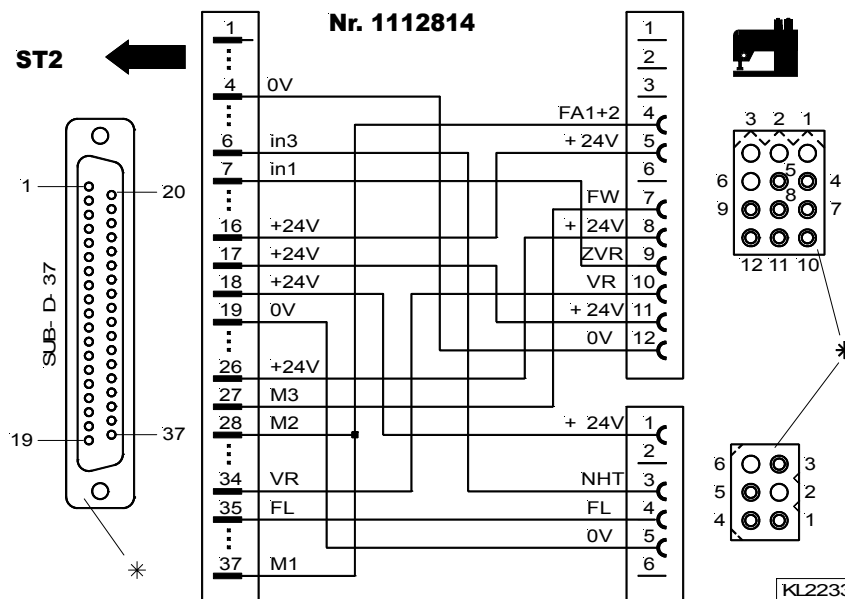 Nr. 1112814
ST2
SUB-D-37
1
20
19
37
1
4 0V
6 in3
7 in1
16 +24V
17 +24V
18 +24V
19 0V
26 +24V
27 M3
28 M2
34 VR
35 FL
37 M1
1
2
3
FA1+2 4
+24V 5
6
FW 7
+24V 8
ZVR 9
VR 10
+24V 11
0V 12
+24V 1
2
NHT 3
FL 4
0V 5
6
3 2 1
6 5 4
9 8 7
12 11 10
6 3
5 2
4 1
KL2233